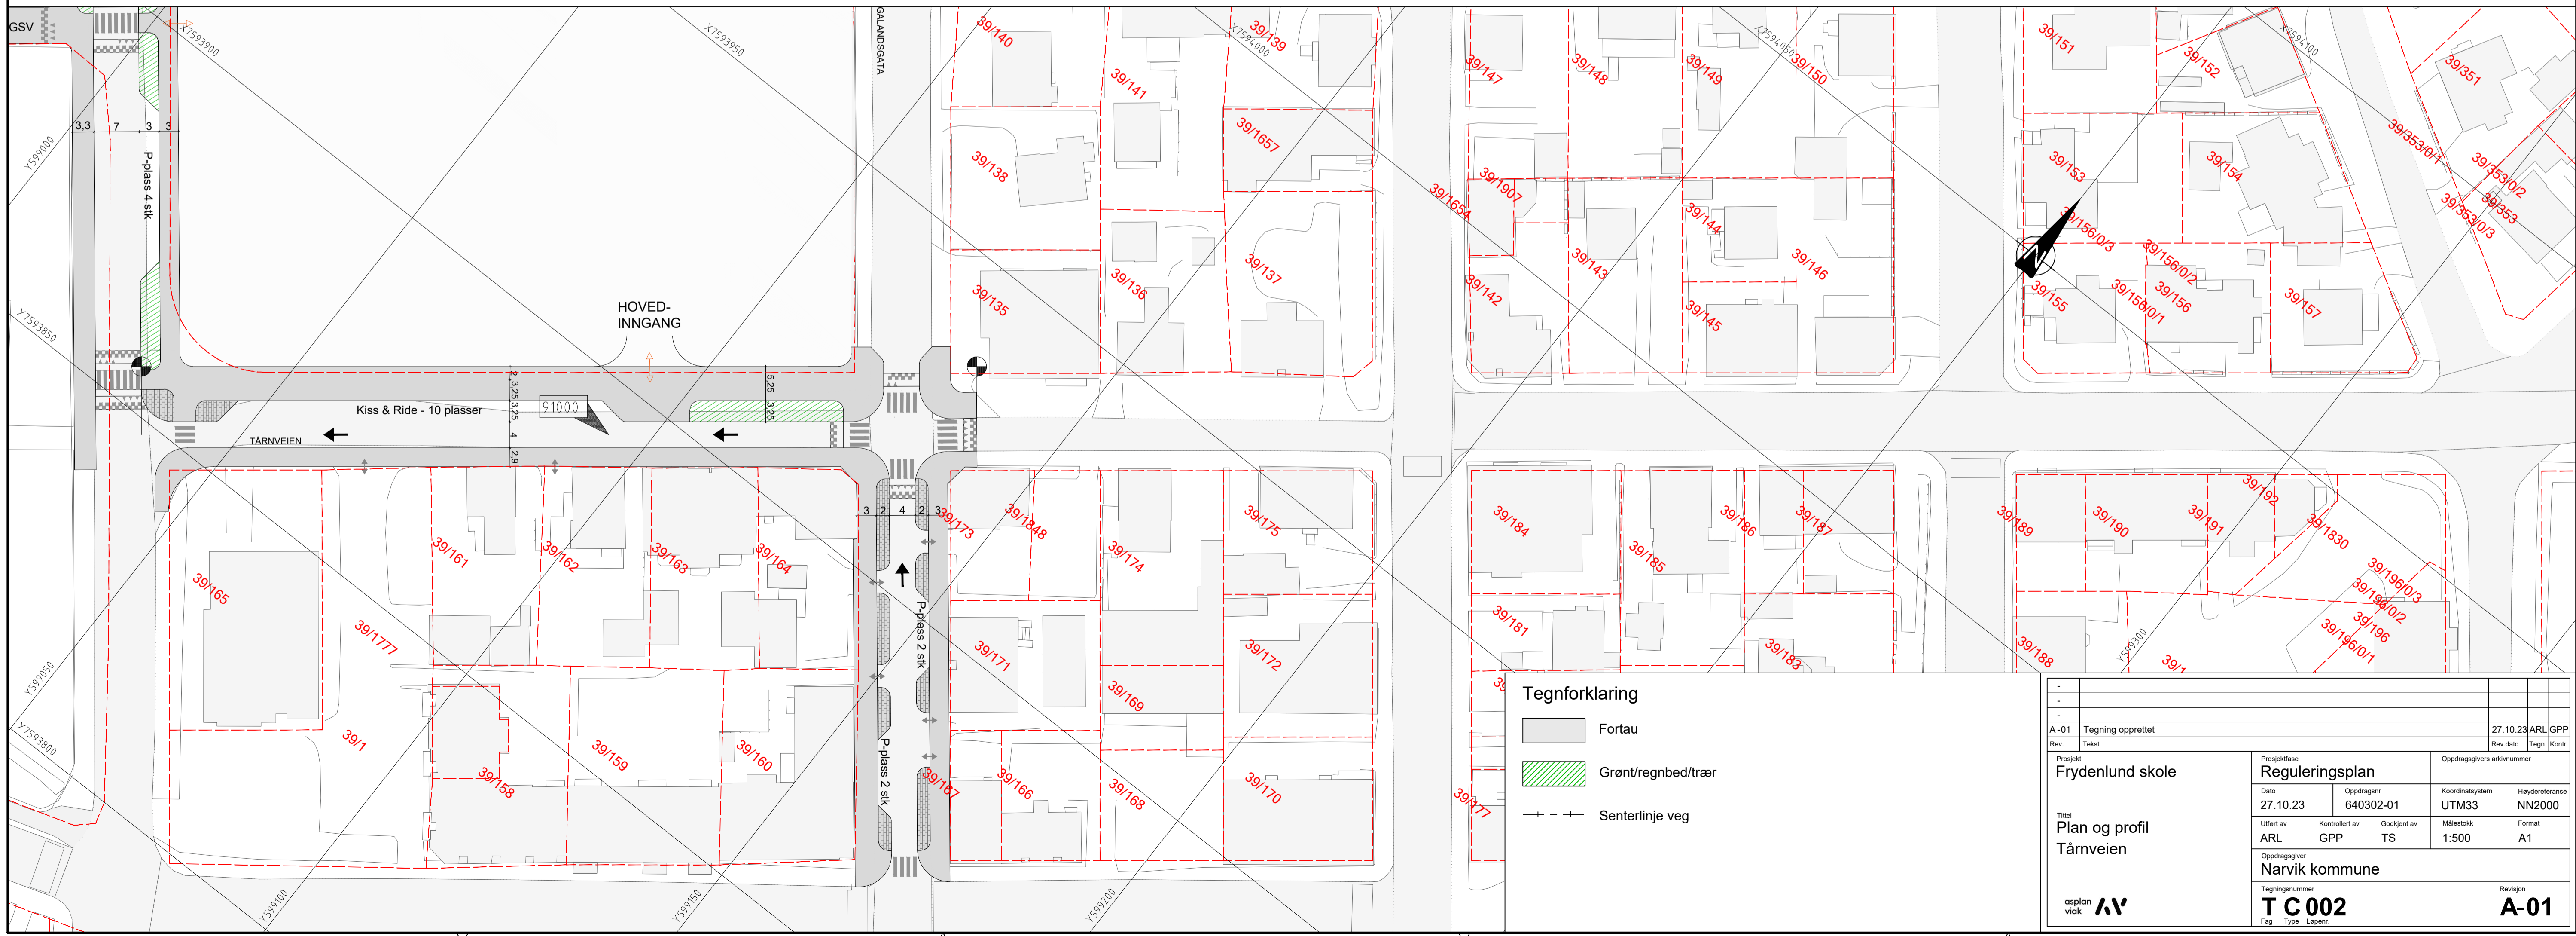 GSV
X7593900
GALANDSGATA
X7593950
39/140
39/139
X7594000
39/141
39/147
39/148
39/149
X7594050
39/150
39/151
39/152
X7594100
39/351
3,3 7 3 3
Y599000
P-plass 4 stk
39/138
39/1657
39/1654
39/1907
39/144
39/153
39/154
39/353/0/1
39/353/0/2
39/353
39/353/0/3
39/156/0/3
39/135
39/136
39/137
39/142
39/143
39/145
39/146
39/155
39/156/0/2
39/156
39/156/0/1
39/157
X7593850
HOVED-
INNGANG
N
2 3,25 3,25 4 2,9
5,25 3,25
Kiss & Ride - 10 plasser
91000
TÅRNVEIEN
3 2 4 2 3
39/173
39/1848
39/174
39/175
39/184
39/185
39/186
39/187
39/189
39/190
39/191
39/192
39/1830
39/161
39/162
39/163
39/164
39/165
39/1777
39/196/0/3
39/196/0/2
39/196
39/196/0/1
P-plass 2 stk
39/171
39/172
39/181
39/183
39/188
Y599300
39/1
Y599050
X7593800
39/1
39/158
39/159
39/160
P-plass 2 stk
39/167
39/166
39/169
39/168
39/170
39/177
Y599100
Y599150
Y599200
Tegnforklaring
Fortau
Grønt/regnbed/trær
Senterlinje veg
-
-
-
A-01 Tegning opprettet 27.10.23 ARL GPP
Rev. Tekst Rev.dato Tegn Kontr
Prosjekt
Frydenlund skole
Tittel
Plan og profil
Tårnveien
asplan
viak
Prosjektfase
Reguleringsplan
Oppdragsgivers arkivnummer
Dato Oppdragsnr Koordinatsystem Høydereferanse
27.10.23 640302-01 UTM33 NN2000
Utført av Kontrollert av Godkjent av Målestokk Format
ARL GPP TS 1:500 A1
Oppdragsgiver
Narvik kommune
Tegningsnummer Revisjon
T C 002 A-01
Fag Type Løpenr.